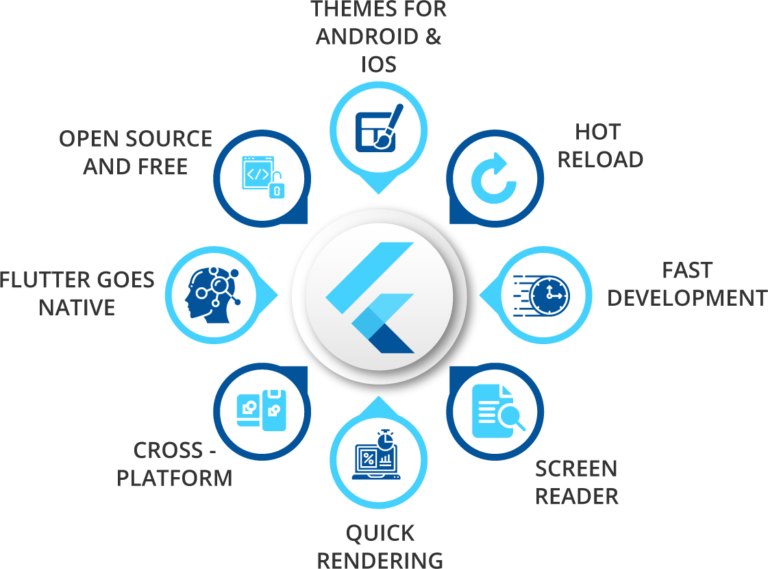 THEMES FOR
ANDROID &
IOS
HOT
RELOAD
FAST
DEVELOPMENT
SCREEN
READER
QUICK
RENDERING
CROSS -
PLATFORM
FLUTTER GOES
NATIVE
OPEN SOURCE
AND FREE